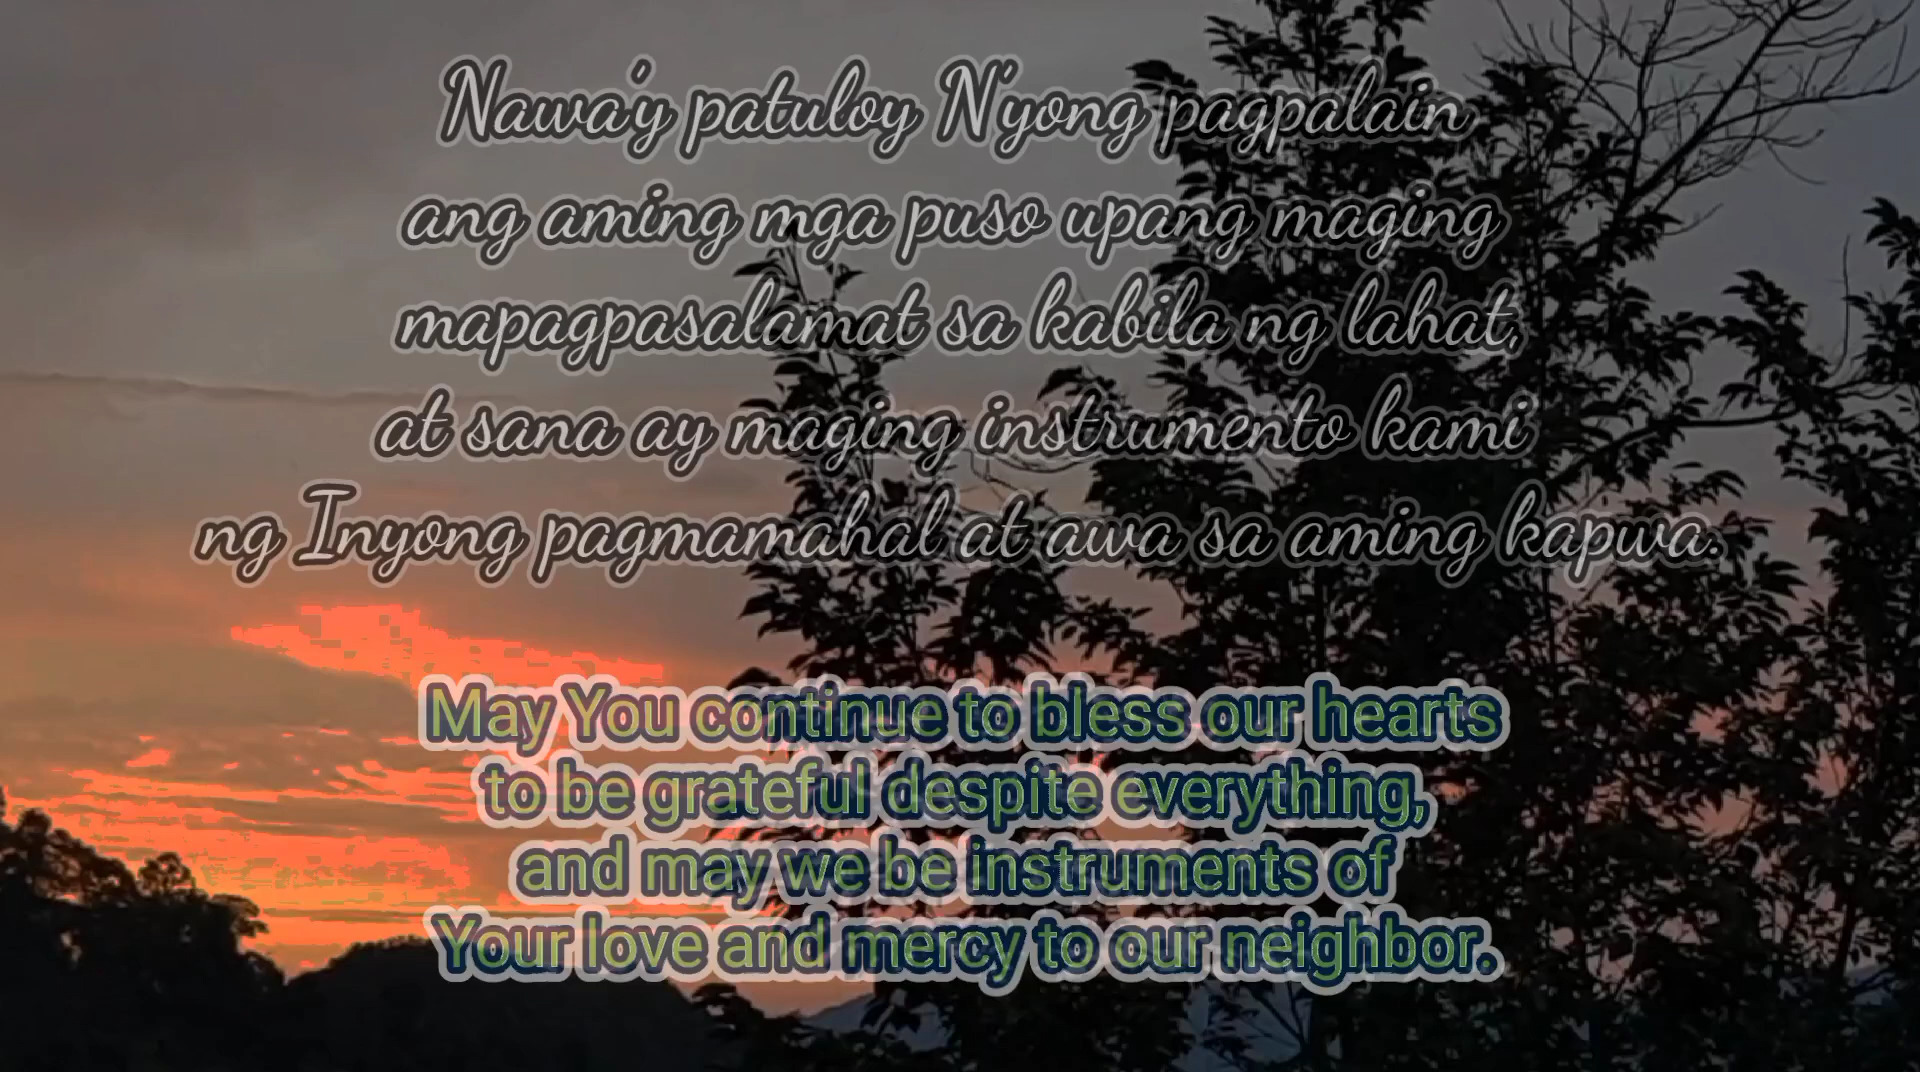 Nawa'y patuloy N'yong pagpalain
ang aming mga puso upang maging
mapagpasalamat sa kabila ng lahat,
at sana ay maging instrumento kami
ng Inyong pagmamahal at awa sa aming kapwa.
May You continue to bless our hearts
to be grateful despite everything,
and may we be instruments of
Your love and mercy to our neighbor.